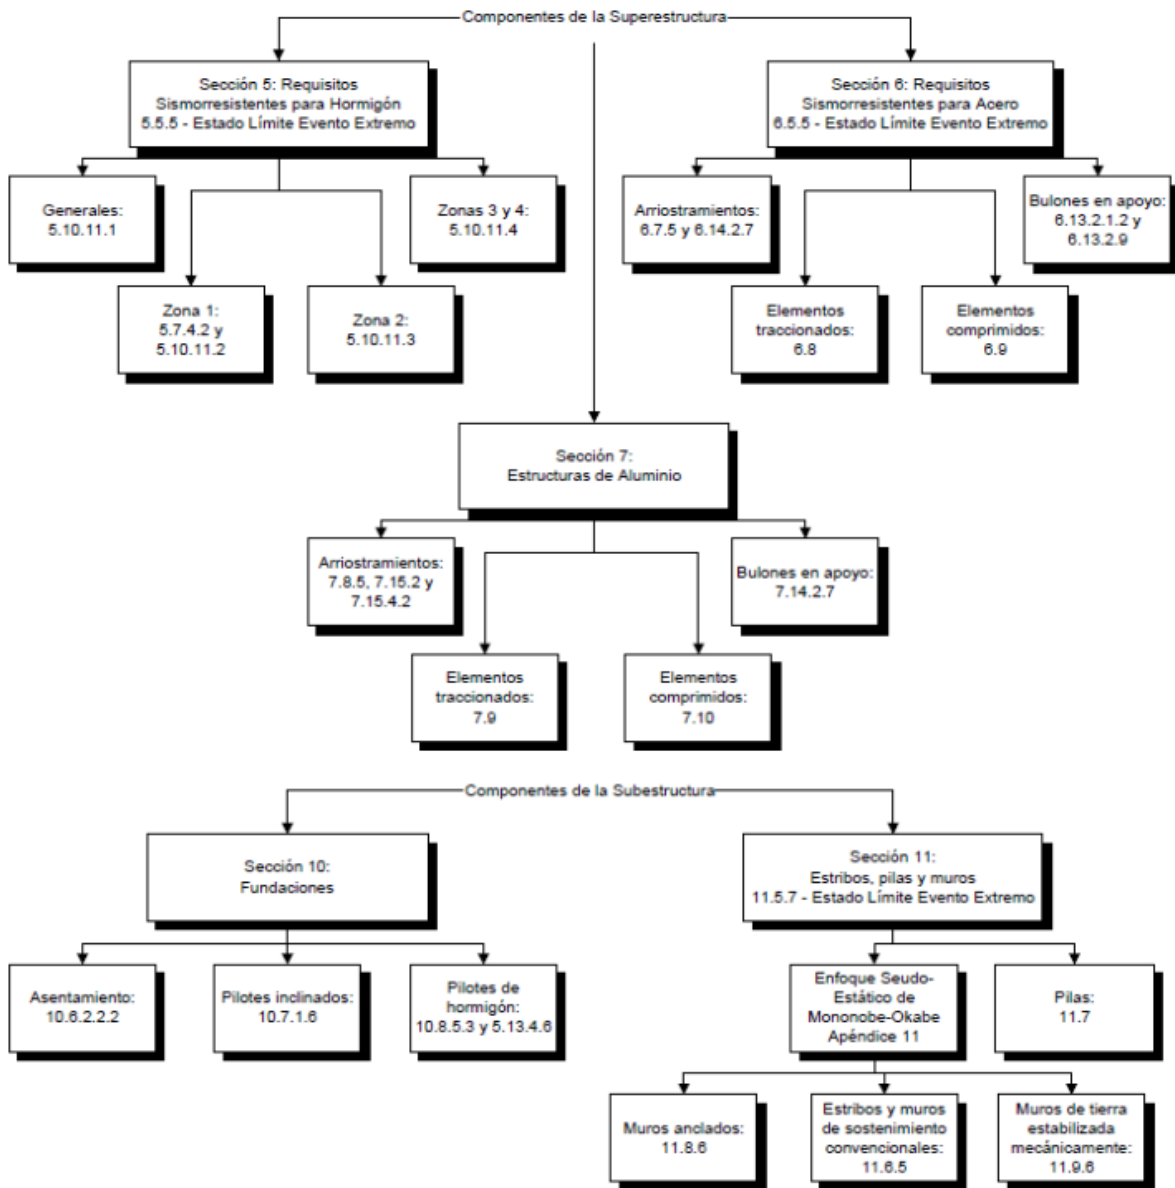 Componentes de la Superestructura
Sección 5: Requisitos
Sismorresistentes para Hormigón
5.5.5 - Estado Límite Evento Extremo
Sección 6: Requisitos
Sismorresistentes para Acero
6.5.5 - Estado Límite Evento Extremo
Generales:
5.10.11.1
Zonas 3 y 4:
5.10.11.4
Arriostramientos:
6.7.5 y 6.14.2.7
Bulones en apoyo:
6.13.2.1.2 y
6.13.2.9
Zona 1:
5.7.4.2 y
5.10.11.2
Zona 2:
5.10.11.3
Elementos
traccionados:
6.8
Elementos
comprimidos:
6.9
Sección 7:
Estructuras de Aluminio
Arriostramientos:
7.8.5, 7.15.2 y
7.15.4.2
Bulones en apoyo:
7.14.2.7
Elementos
traccionados:
7.9
Elementos
comprimidos:
7.10
Componentes de la Subestructura
Sección 10:
Fundaciones
Sección 11:
Estribos, pilas y muros
11.5.7 - Estado Límite Evento Extremo
Asentamiento:
10.6.2.2.2
Pilotes inclinados:
10.7.1.6
Pilotes de
hormigón:
10.8.5.3 y 5.13.4.6
Enfoque Seudo-
Estático de
Mononobe-Okabe
Apéndice 11
Pilas:
11.7
Muros anclados:
11.8.6
Estribos y muros
de sostenimiento
convencionales:
11.6.5
Muros de tierra
estabilizada
mecánicamente:
11.9.6